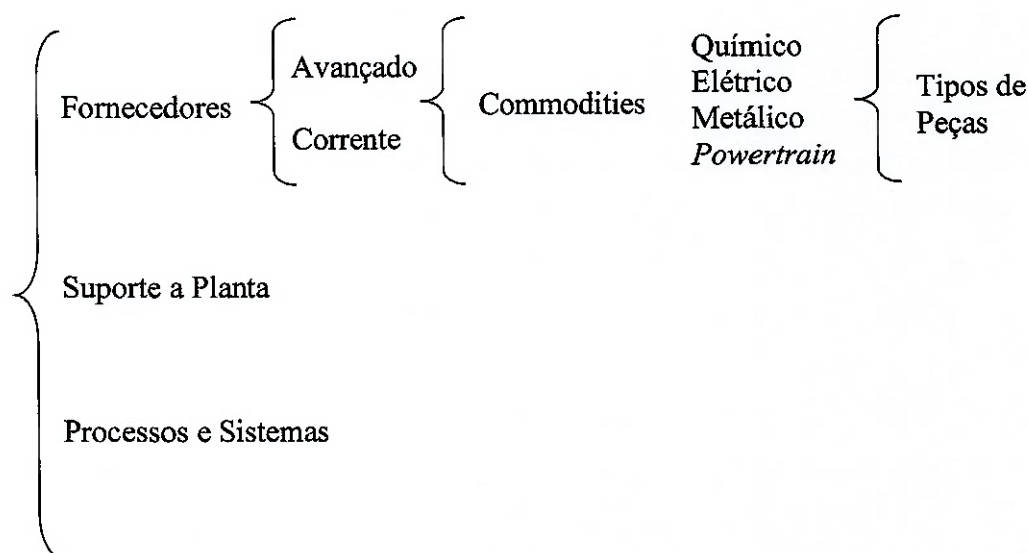 Fornecedores
Avançado
Corrente
Commodities
Químico
Elétrico
Metálico
Powertrain
Tipos de
Peças
Suporte a Planta
Processos e Sistemas